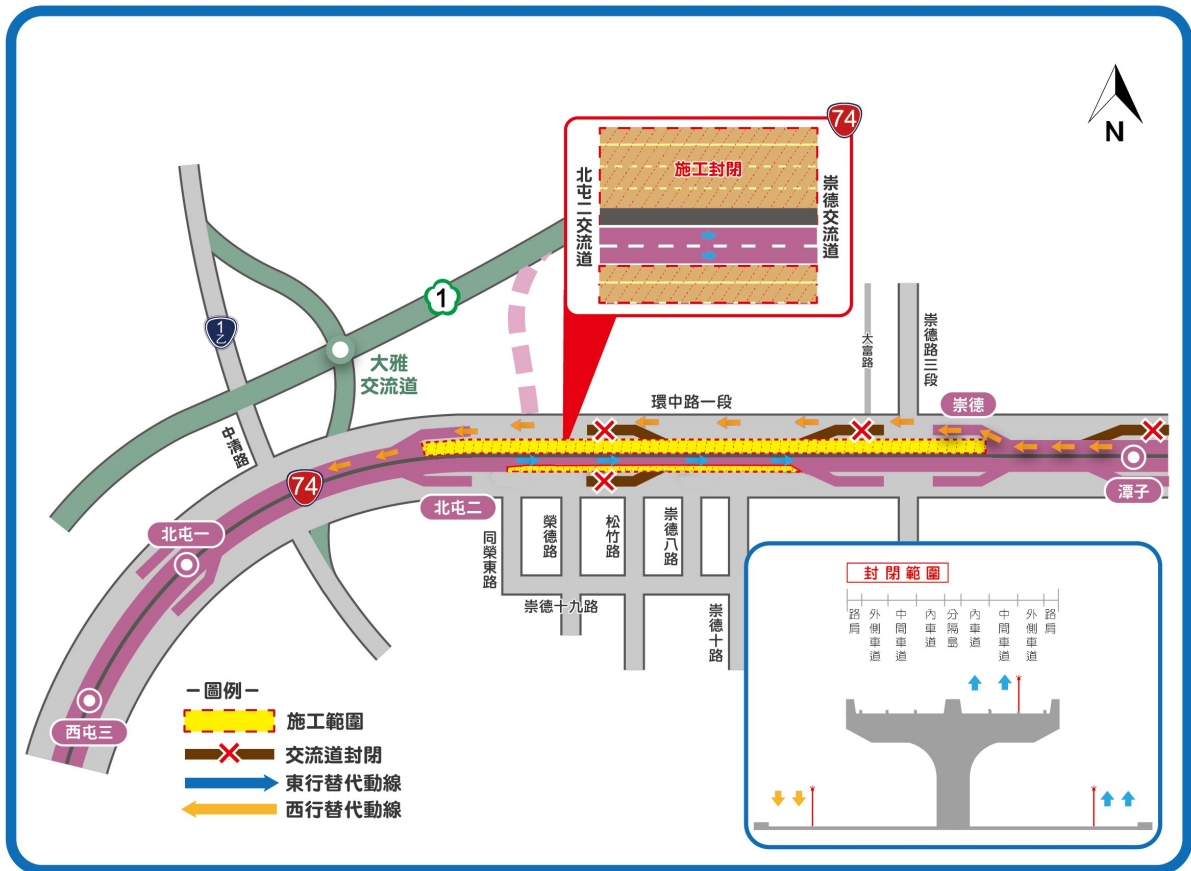 N
74
施工封閉
北屯二交流道
崇德交流道
1
1
乙
大雅
交流道
中清路
環中路一段
大富路
崇德路三段
崇德
潭子
74
北屯一
北屯二
西屯三
同榮東路
榮德路
松竹路
崇德八路
崇德十九路
崇德十路
－圖例－
施工範圍
交流道封閉
東行替代動線
西行替代動線
封閉範圍
路肩
外側車道
中間車道
內車道
分隔島
內車道
中間車道
外側車道
路肩